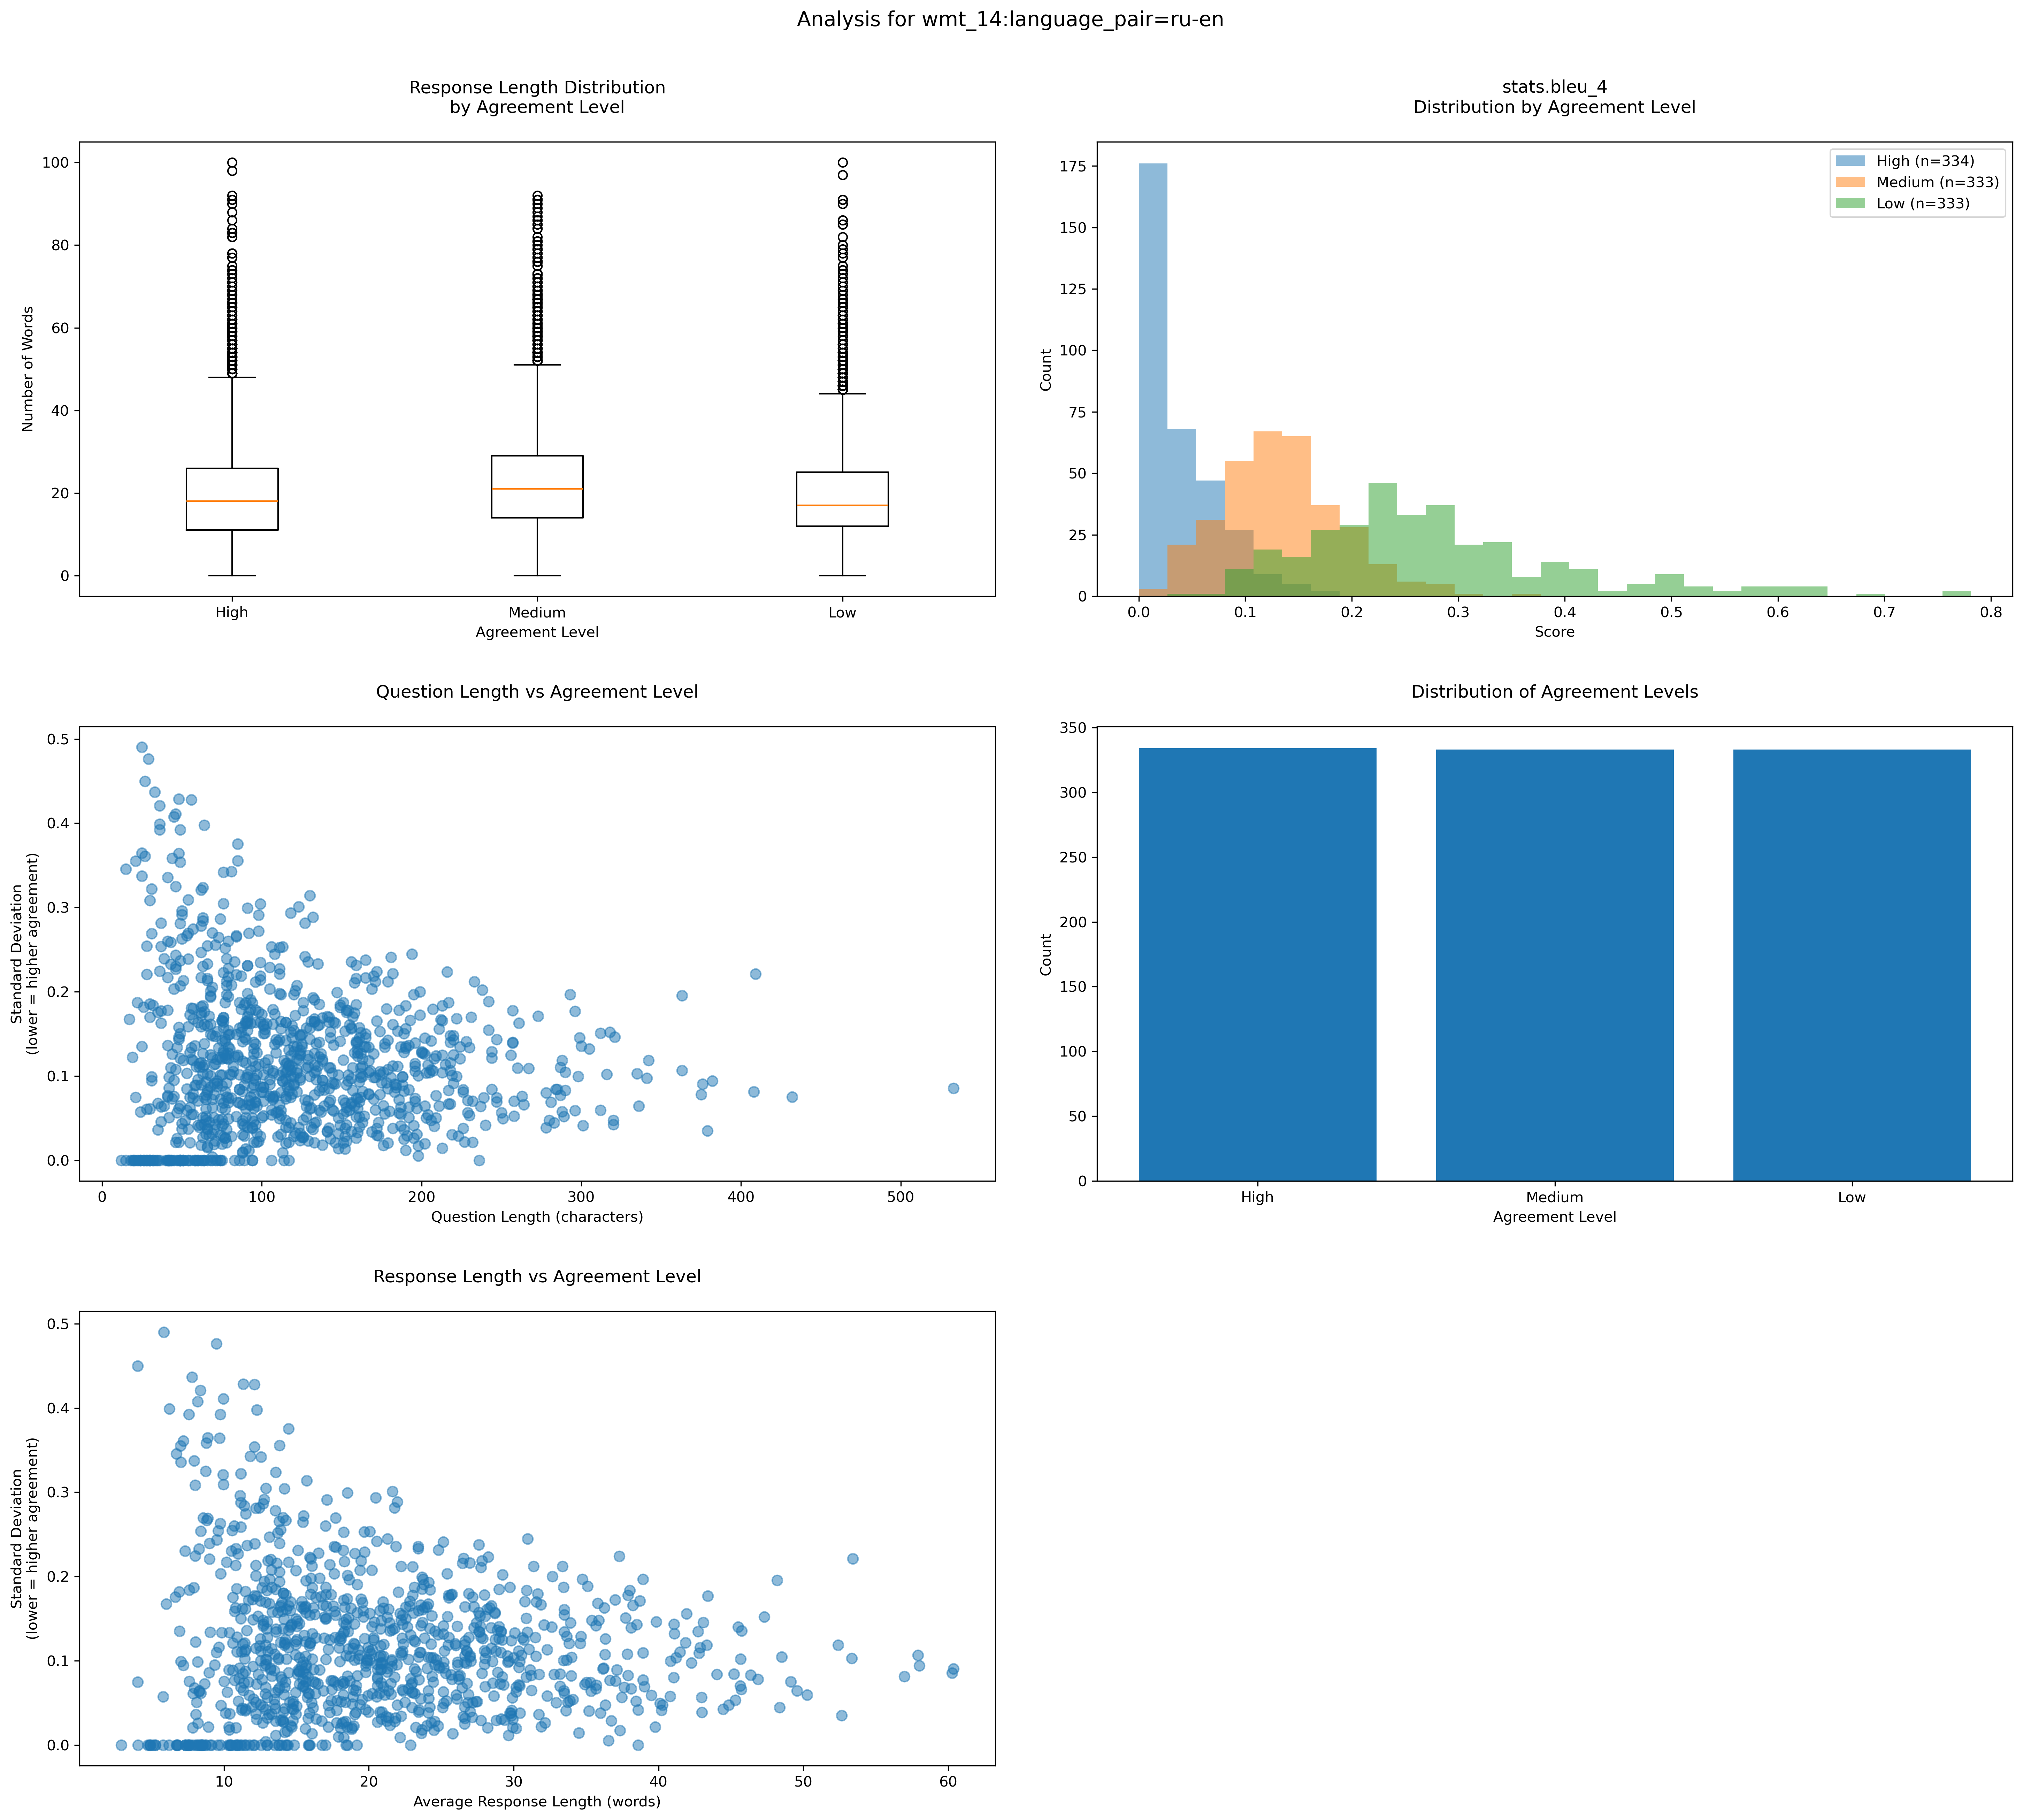 Analysis for wmt_14:language_pair=ru-en
Response Length Distribution
by Agreement Level
Number of Words
100
80
60
40
20
0
High
Medium
Low
Agreement Level
stats.bleu_4
Distribution by Agreement Level
Count
175
150
125
100
75
50
25
0
High (n=334)
Medium (n=333)
Low (n=333)
0.0
0.1
0.2
0.3
0.4
0.5
0.6
0.7
0.8
Score
Question Length vs Agreement Level
Standard Deviation
(lower = higher agreement)
0.5
0.4
0.3
0.2
0.1
0.0
0
100
200
300
400
500
Question Length (characters)
Distribution of Agreement Levels
Count
350
300
250
200
150
100
50
0
High
Medium
Low
Agreement Level
Response Length vs Agreement Level
Standard Deviation
(lower = higher agreement)
0.5
0.4
0.3
0.2
0.1
0.0
10
20
30
40
50
60
Average Response Length (words)